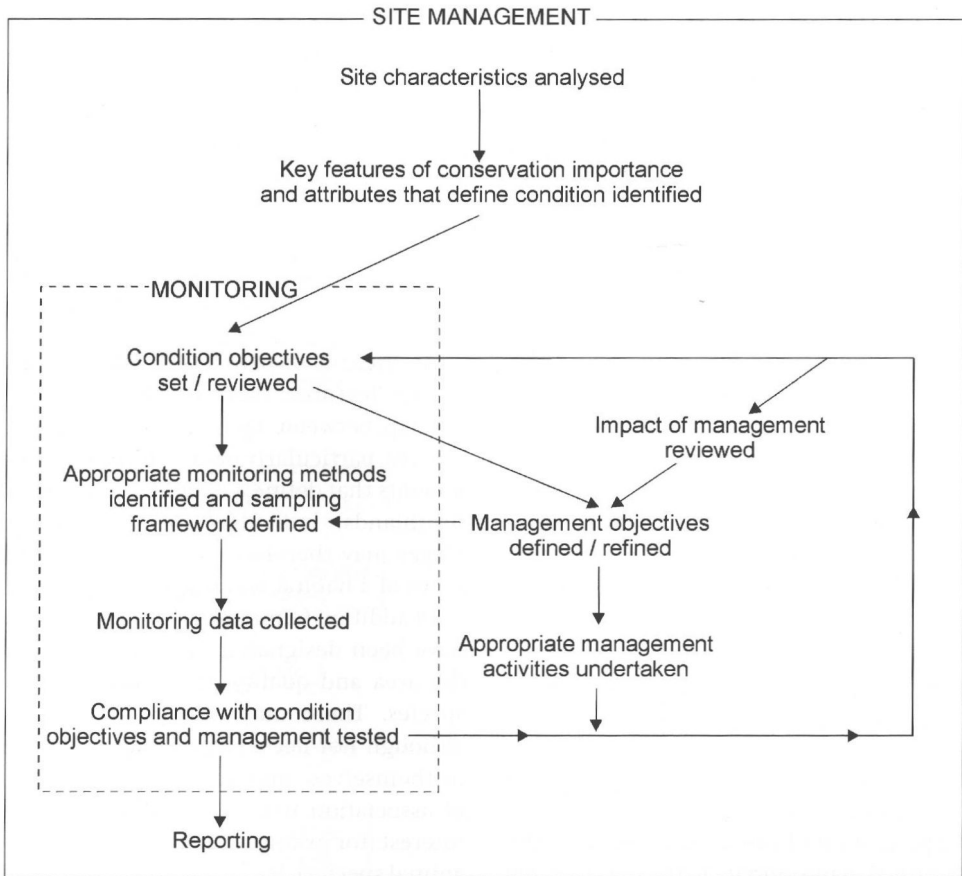 SITE MANAGEMENT
Site characteristics analysed
Key features of conservation importance
and attributes that define condition identified
MONITORING
Condition objectives
set / reviewed
Impact of management
reviewed
Appropriate monitoring methods
identified and sampling
framework defined
Management objectives
defined / refined
Monitoring data collected
Appropriate management
activities undertaken
Compliance with condition
objectives and management tested
Reporting